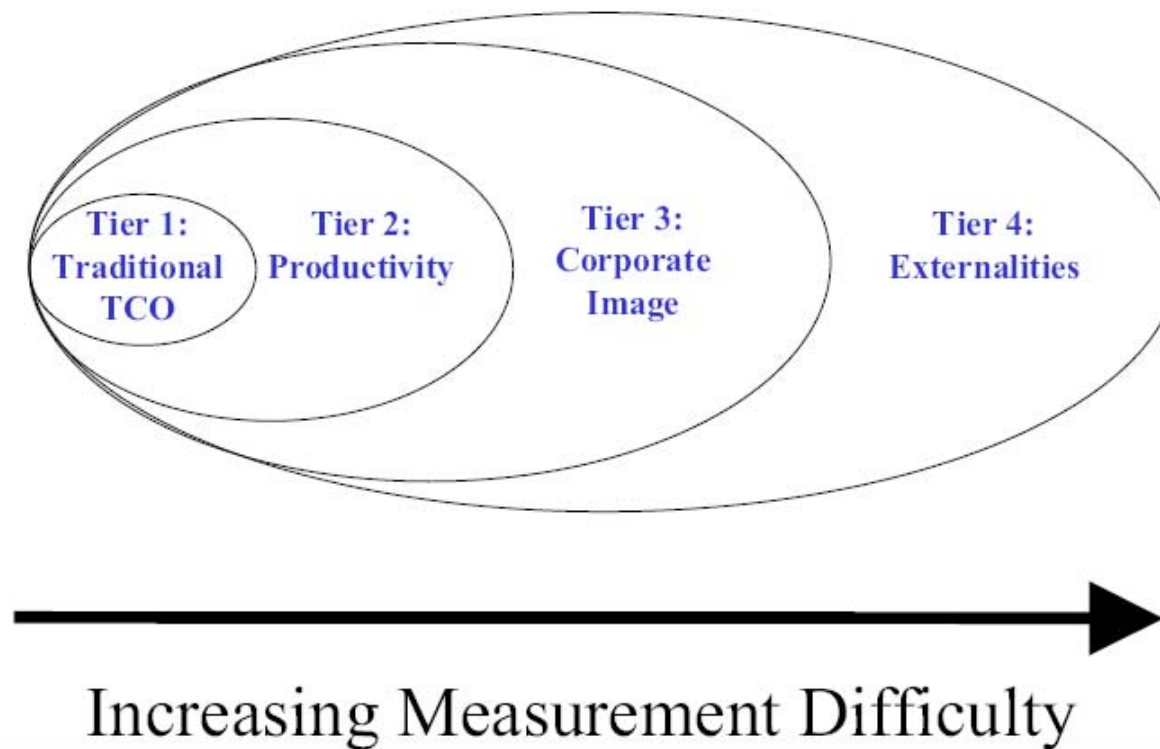 Tier 1:
Traditional
TCO
Tier 2:
Productivity
Tier 3:
Corporate
Image
Tier 4:
Externalities
Increasing Measurement Difficulty